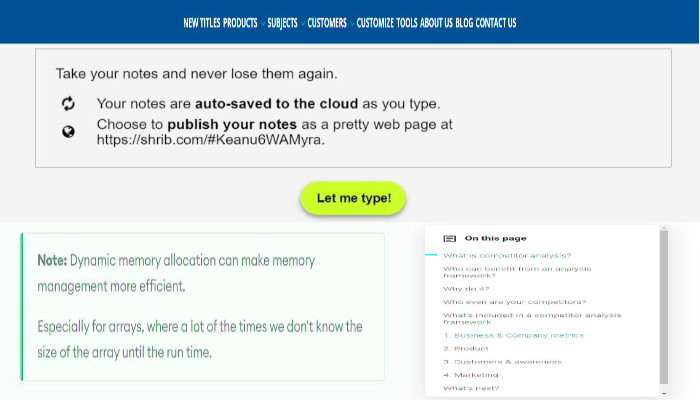 NEW TITLES PRODUCTS SUBJECTS CUSTOMERS CUSTOMIZE TOOLS ABOUT US BLOG CONTACT US
Take your notes and never lose them again.
Your notes are auto-saved to the cloud as you type.
Choose to publish your notes as a pretty web page at
https://shrib.com/#Keanu6WAMyra.
Let me type!
Note: Dynamic memory allocation can make memory
management more efficient.
Especially for arrays, where a lot of the times we don't know the
size of the array until the run time.
On this page
What is competitor analysis?
Who can benefit from an analysis
framework?
Why do it?
Who even are your competitors?
What's included in a competitor analysis
framework
1. Business & Company metrics
2. Product
3. Customers & awareness
4. Marketing
What's next?